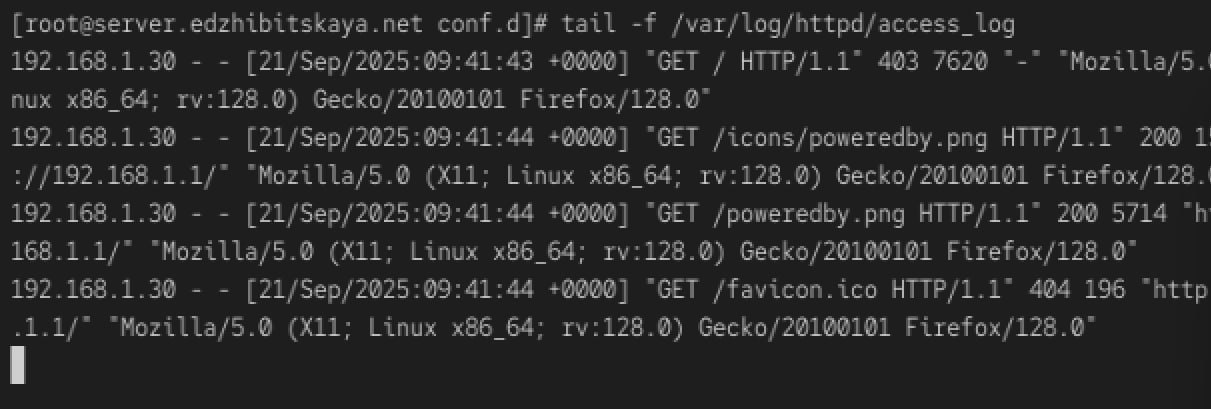 [root@server.edzhibitskaya.net conf.d]# tail -f /var/log/httpd/access_log
192.168.1.30 - - [21/Sep/2025:09:41:43 +0000] "GET / HTTP/1.1" 403 7620 "-" "Mozilla/5.
nux x86_64; rv:128.0) Gecko/20100101 Firefox/128.0"
192.168.1.30 - - [21/Sep/2025:09:41:44 +0000] "GET /icons/poweredby.png HTTP/1.1" 200 1
://192.168.1.1/" "Mozilla/5.0 (X11; Linux x86_64; rv:128.0) Gecko/20100101 Firefox/128.
192.168.1.30 - - [21/Sep/2025:09:41:44 +0000] "GET /poweredby.png HTTP/1.1" 200 5714 "h
168.1.1/" "Mozilla/5.0 (X11; Linux x86_64; rv:128.0) Gecko/20100101 Firefox/128.0"
192.168.1.30 - - [21/Sep/2025:09:41:44 +0000] "GET /favicon.ico HTTP/1.1" 404 196 "http
.1.1/" "Mozilla/5.0 (X11; Linux x86_64; rv:128.0) Gecko/20100101 Firefox/128.0"